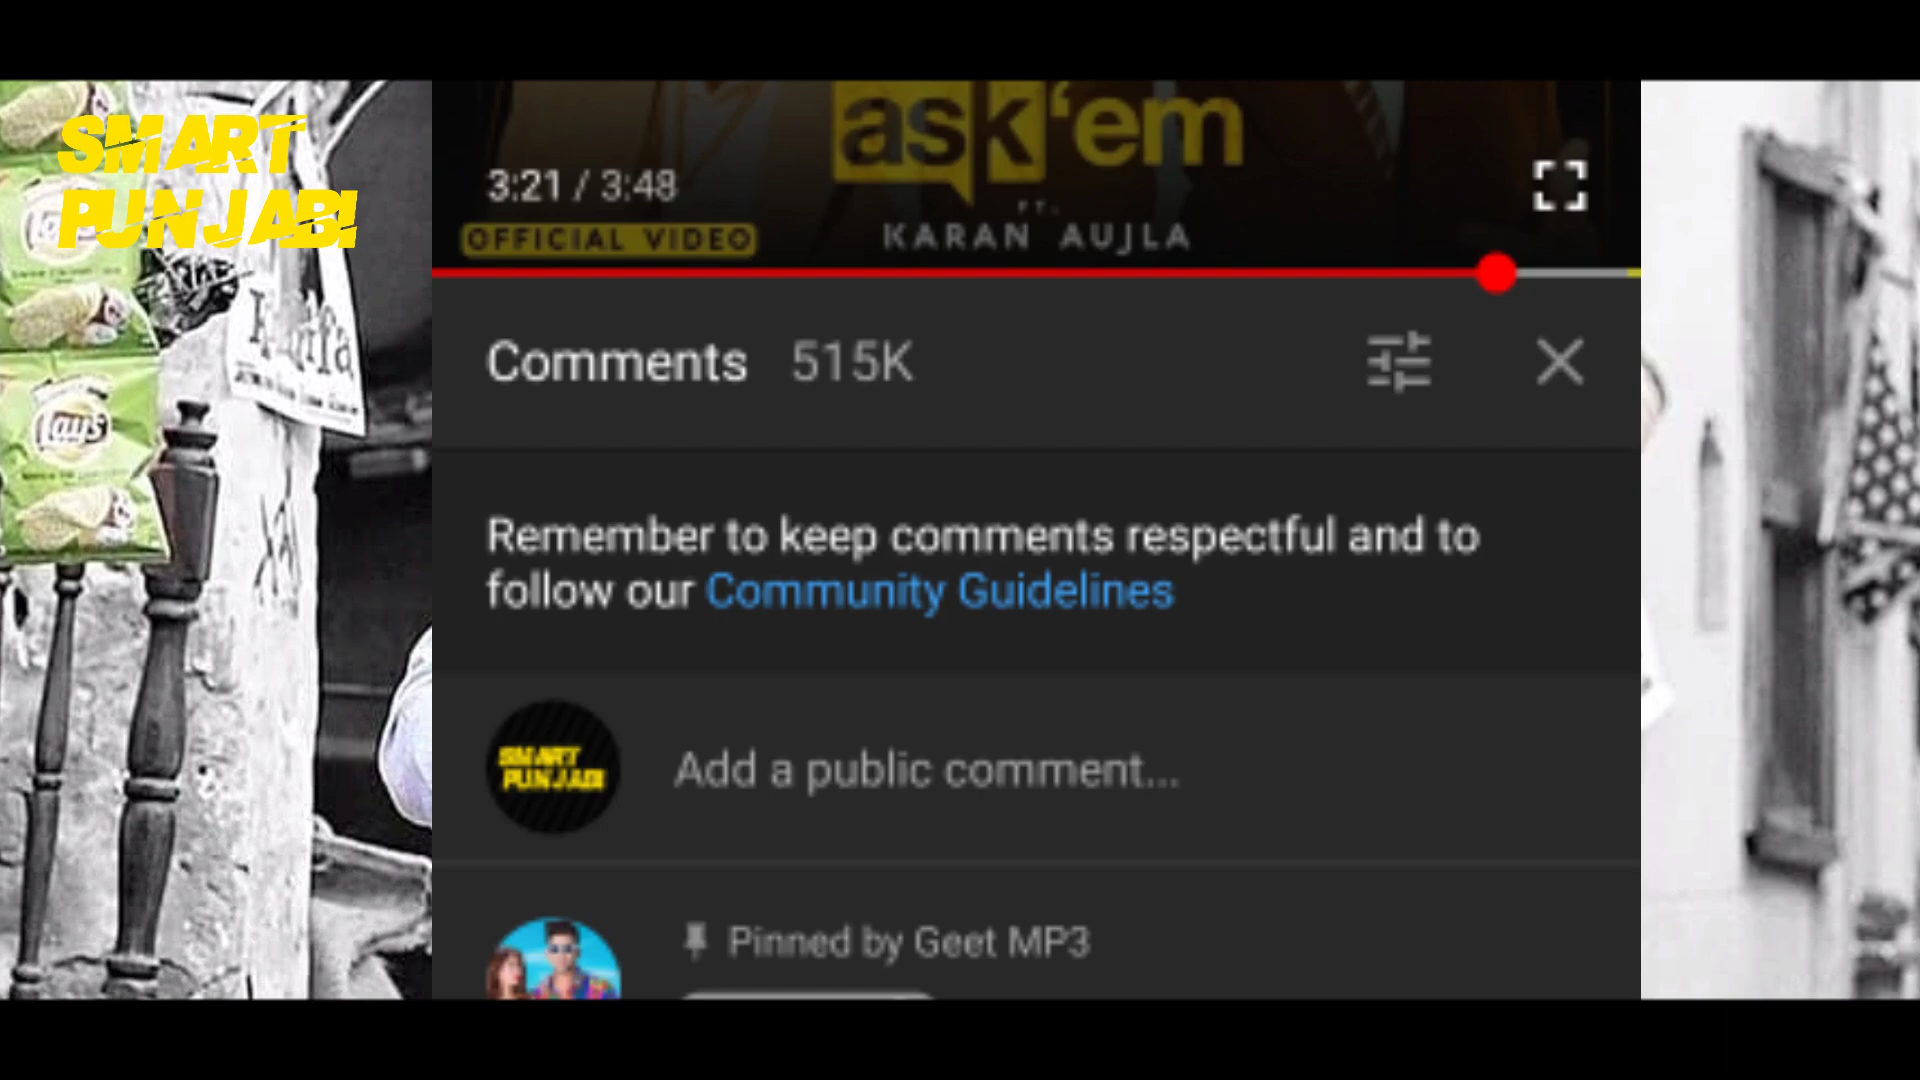 SMART
PUNJABI
ask'em
3:21 / 3:48
FT.
OFFICIAL VIDEO
KARAN AUJLA
Comments 515K
Remember to keep comments respectful and to
follow our Community Guidelines
SMART
PUNJABI
Add a public comment...
Pinned by Geet MP3
Lay's